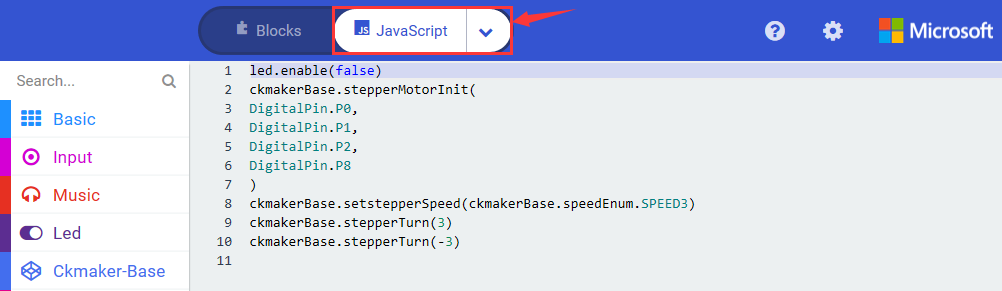 Blocks
JS JavaScript
?
Microsoft
Search...
Basic
Input
Music
Led
Ckmaker-Base
1 led.enable(false)
2 ckmakerBase.stepperMotorInit(
3 DigitalPin.P0,
4 DigitalPin.P1,
5 DigitalPin.P2,
6 DigitalPin.P8
7 )
8 ckmakerBase.setstepperSpeed(ckmakerBase.speedEnum.SPEED3)
9 ckmakerBase.stepperTurn(3)
10 ckmakerBase.stepperTurn(-3)
11